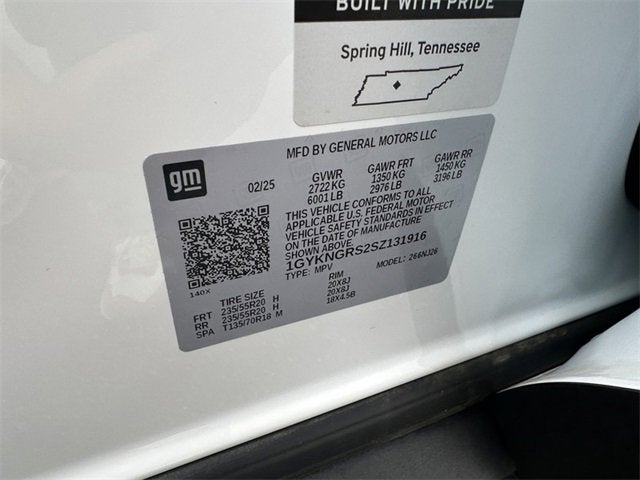 BUILT WITH PRIDE
Spring Hill, Tennessee
MFD BY GENERAL MOTORS LLC
gm
02/25
GVWR GAWR FRT GAWR RR
2722 KG 1350 KG 1450 KG
6001 LB 2976 LB 3196 LB
THIS VEHICLE CONFORMS TO ALL
APPLICABLE U.S. FEDERAL MOTOR
VEHICLE SAFETY STANDARDS IN EFFECT
ON THE DATE OF MANUFACTURE
SHOWN ABOVE.
1GYKNGRS2SZ131916
TYPE: MPV MODEL: 266NJ26
140X
TIRE SIZE RIM
FRT 235/55R20 H 20X8J
RR 235/55R20 H 20X8J
SPA T135/70R18 M 18X4.5B